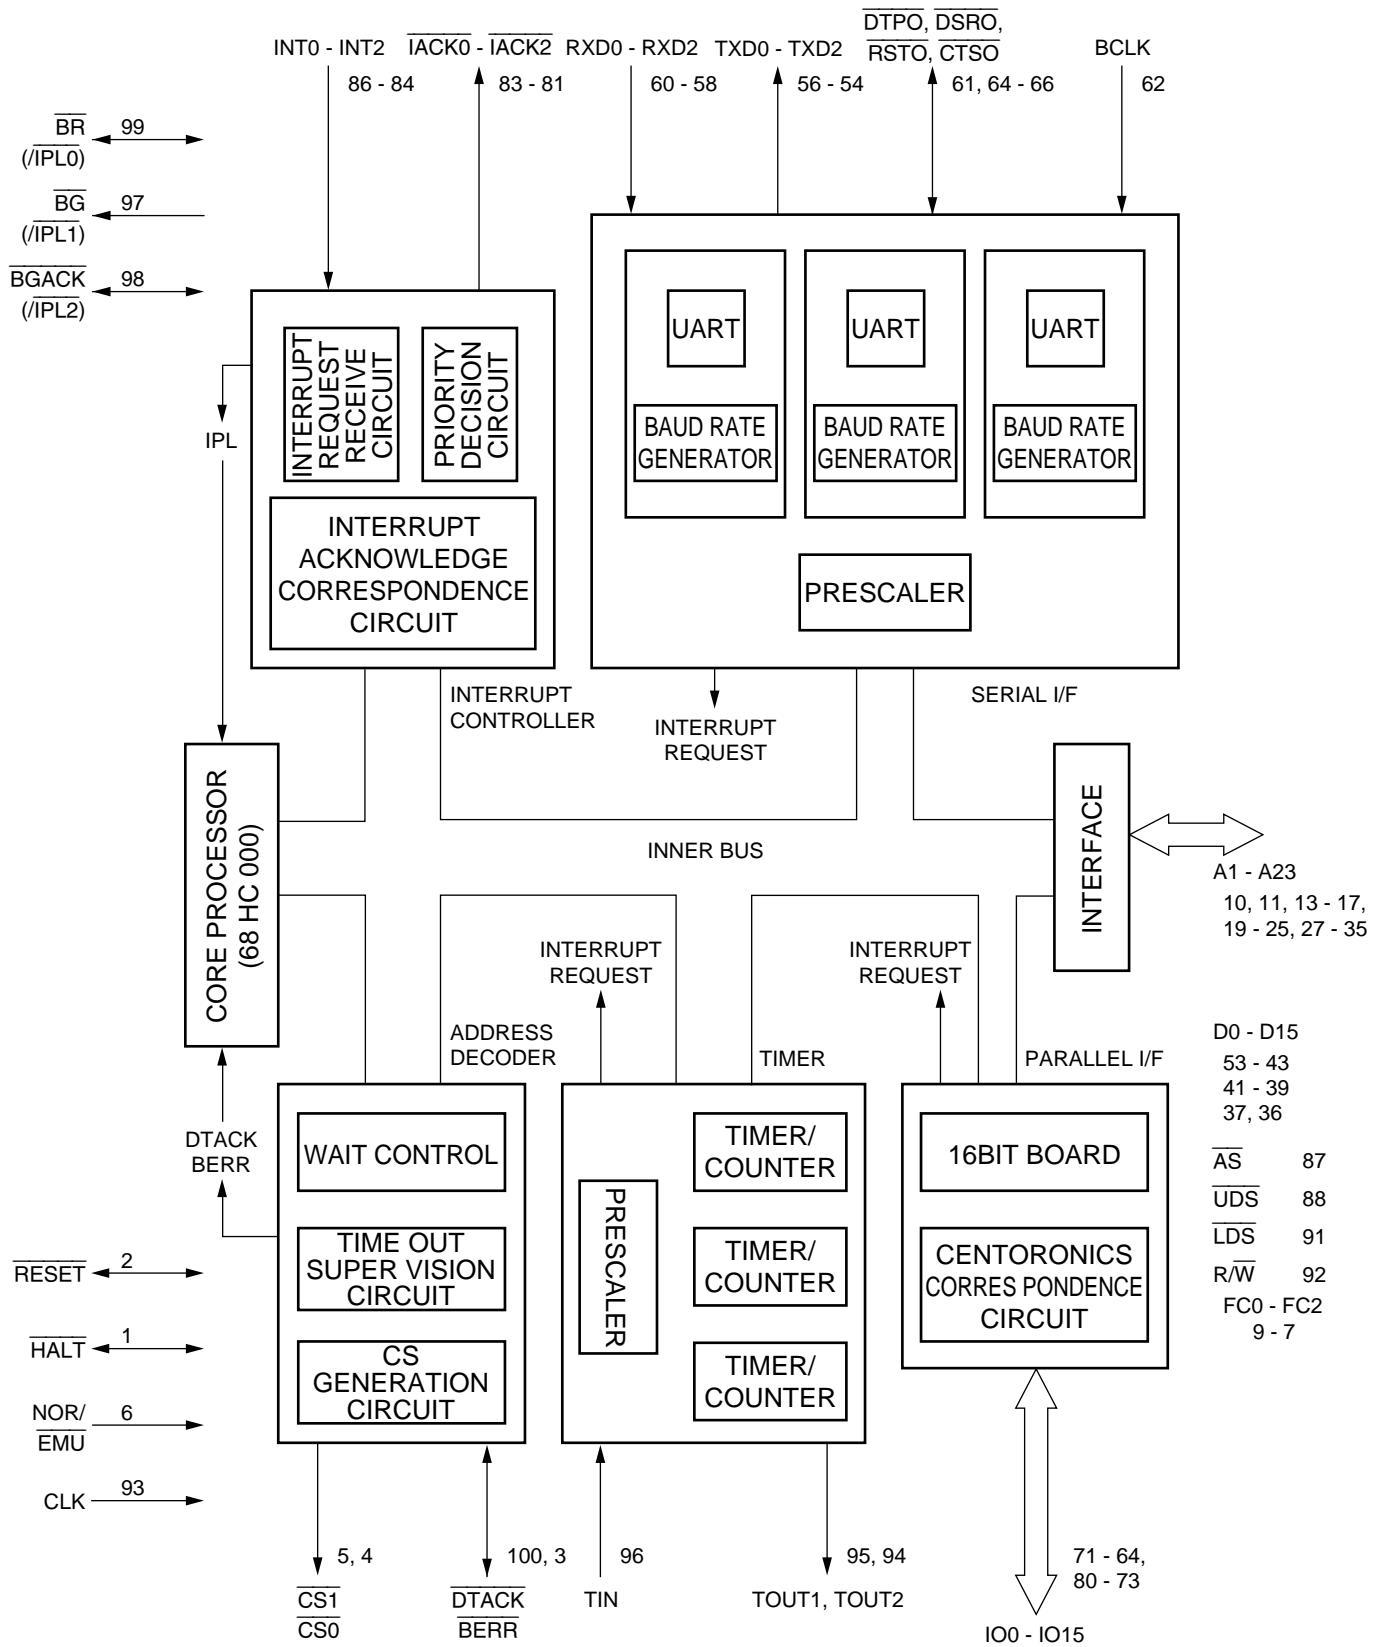 INT0 - INT2
86 - 84
IACK0 - IACK2
83 - 81
RXD0 - RXD2
60 - 58
TXD0 - TXD2
56 - 54
DTPO, DSRO,
RSTO, CTSO
61, 64 - 66
BCLK
62
BR 99
(/IPL0)
BG 97
(/IPL1)
BGACK 98
(/IPL2)
INTERRUPT
REQUEST
RECEIVE
CIRCUIT
PRIORITY
DECISION
CIRCUIT
INTERRUPT
ACKNOWLEDGE
CORRESPONDENCE
CIRCUIT
IPL
UART
UART
UART
BAUD RATE
GENERATOR
BAUD RATE
GENERATOR
BAUD RATE
GENERATOR
PRESCALER
INTERRUPT
CONTROLLER
INTERRUPT
REQUEST
SERIAL I/F
CORE PROCESSOR
(68 HC 000)
INNER BUS
INTERFACE
A1 - A23
10, 11, 13 - 17,
19 - 25, 27 - 35
INTERRUPT
REQUEST
INTERRUPT
REQUEST
ADDRESS
DECODER
TIMER
PARALLEL I/F
D0 - D15
53 - 43
41 - 39
37, 36
AS 87
UDS 88
LDS 91
R/W 92
FC0 - FC2
9 - 7
DTACK
BERR
WAIT CONTROL
TIME OUT
SUPER VISION
CIRCUIT
CS
GENERATION
CIRCUIT
PRESCALER
TIMER/
COUNTER
TIMER/
COUNTER
TIMER/
COUNTER
16BIT BOARD
CENTORONICS
CORRES PONDENCE
CIRCUIT
RESET 2
HALT 1
NOR/ 6
EMU
CLK 93
5, 4
CS1
CS0
100, 3
DTACK
BERR
96
TIN
95, 94
TOUT1, TOUT2
71 - 64,
80 - 73
IO0 - IO15